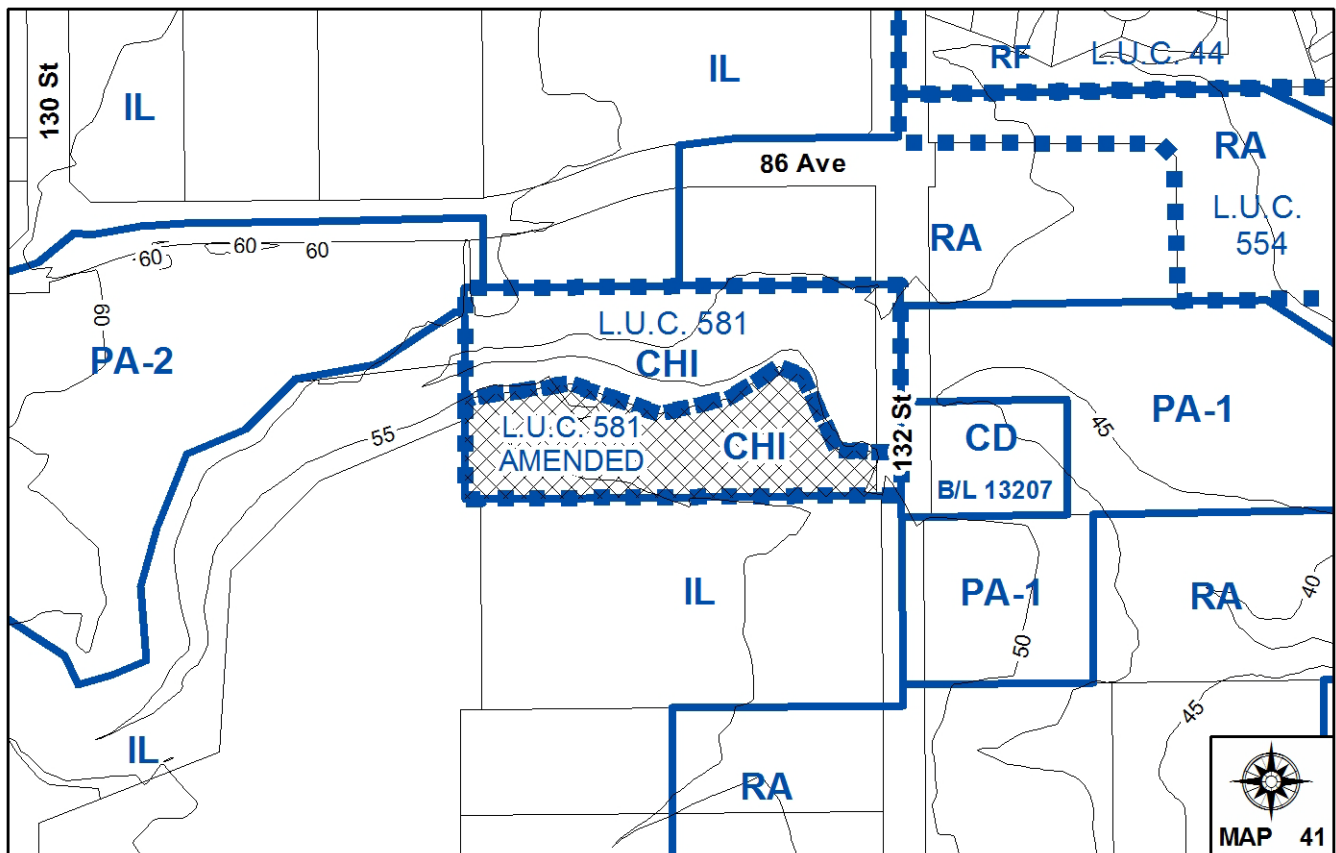 RF
L.U.C. 44
130 St
IL
IL
86 Ave
RA
L.U.C.
554
RA
60
60
60
60
PA-2
L.U.C. 581
CHI
L.U.C. 581
AMENDED
CHI
55
132 St
CD
B/L 13207
45
PA-1
IL
PA-1
50
RA
40
45
IL
RA
MAP 41